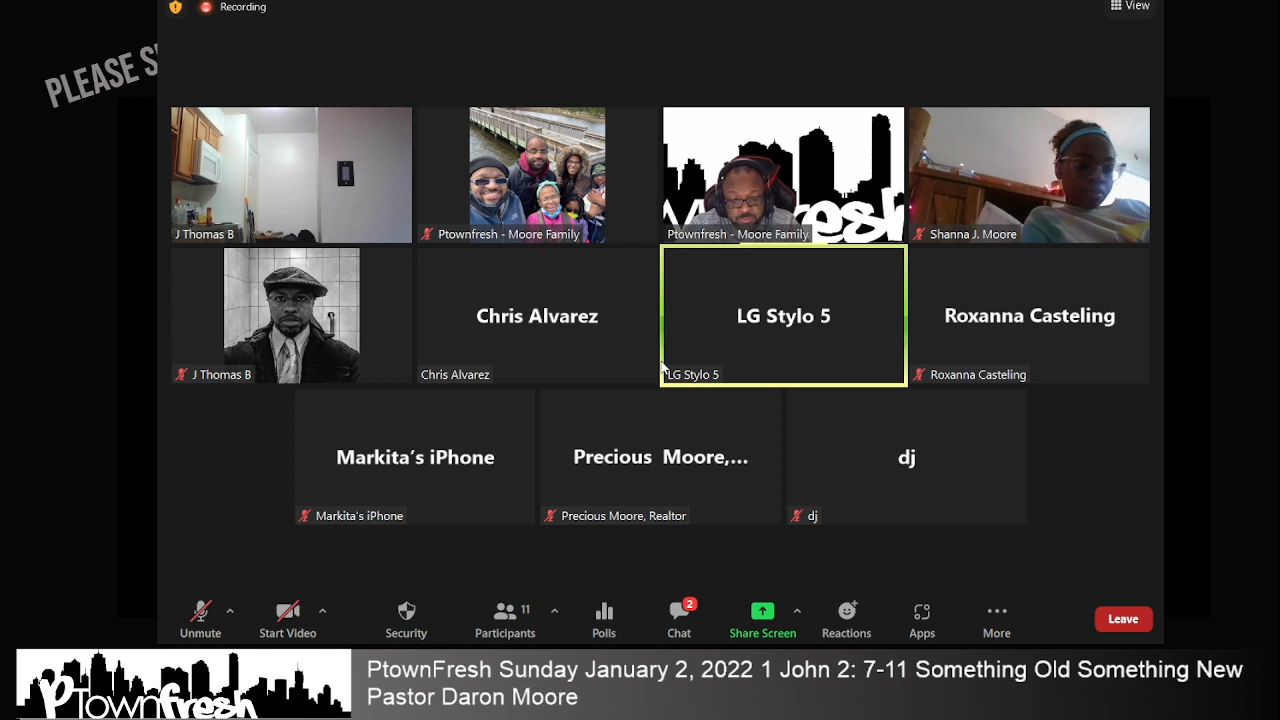 Recording
View
PLEASE
J Thomas B
Ptownfresh - Moore Family
Ptownfresh - Moore Family
fresh
Shanna J. Moore
J Thomas B
Chris Alvarez
Chris Alvarez
LG Stylo 5
LG Stylo 5
Roxanna Casteling
Roxanna Casteling
Markita's iPhone
Markita's iPhone
Precious Moore,...
Precious Moore, Realtor
dj
dj
Unmute
Start Video
Security
11
Participants
Polls
2
Chat
Share Screen
Reactions
Apps
More
Leave
PTownfresh
PtownFresh Sunday January 2, 2022 1 John 2: 7-11 Something Old Something New
Pastor Daron Moore